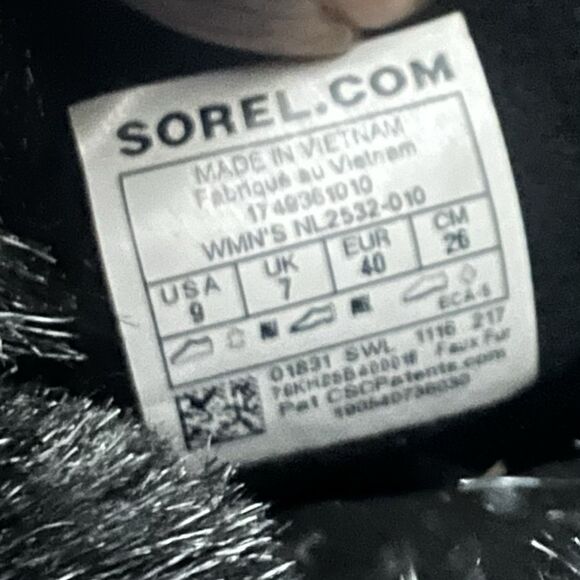 SOREL.COM
MADE IN VIETNAM
Fabriqué au Vietnam
1749361010
WMN'S NL2532-010
USA UK EUR CM
9 7 40 26
ECA-S
01831 SWL 1116 217
Faux Fur
Pat CSCPatents.com